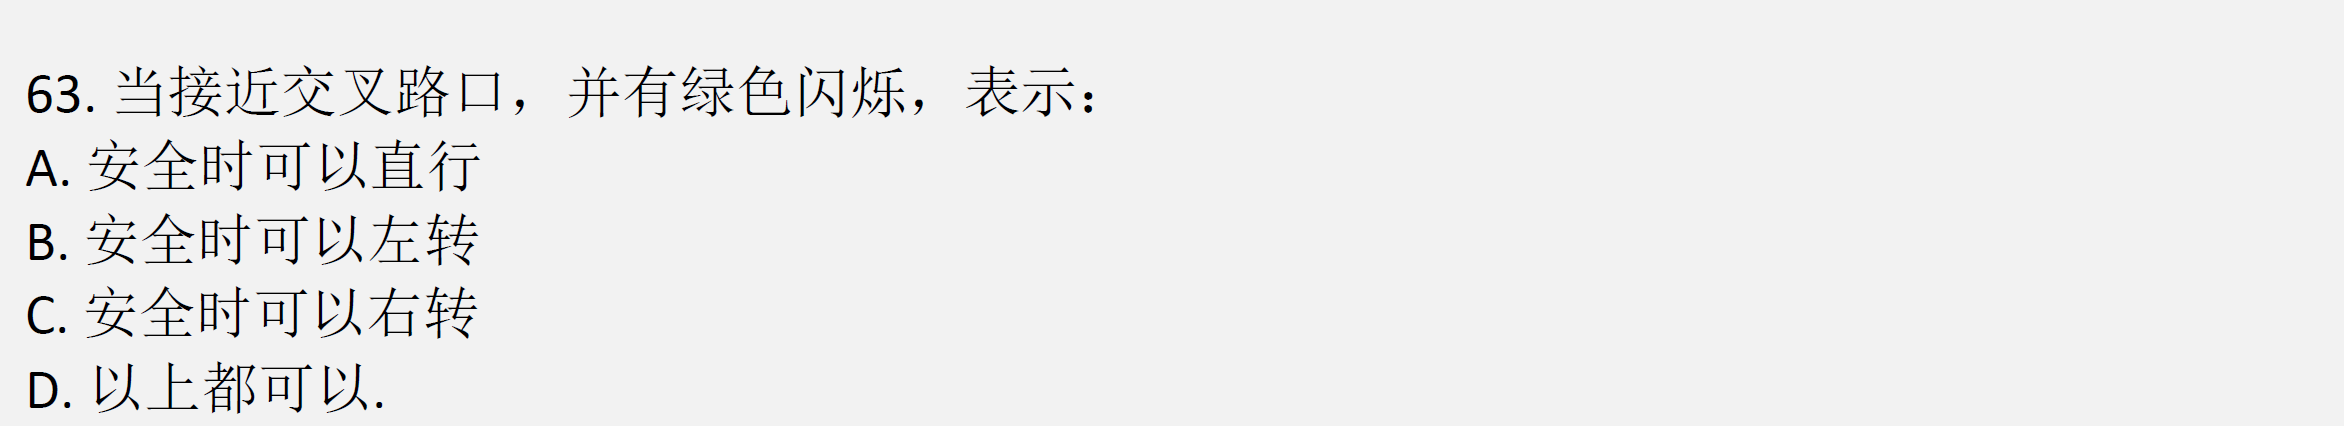 63. 当接近交叉路口，并有绿色闪烁，表示：
A. 安全时可以直行
B. 安全时可以左转
C. 安全时可以右转
D. 以上都可以.